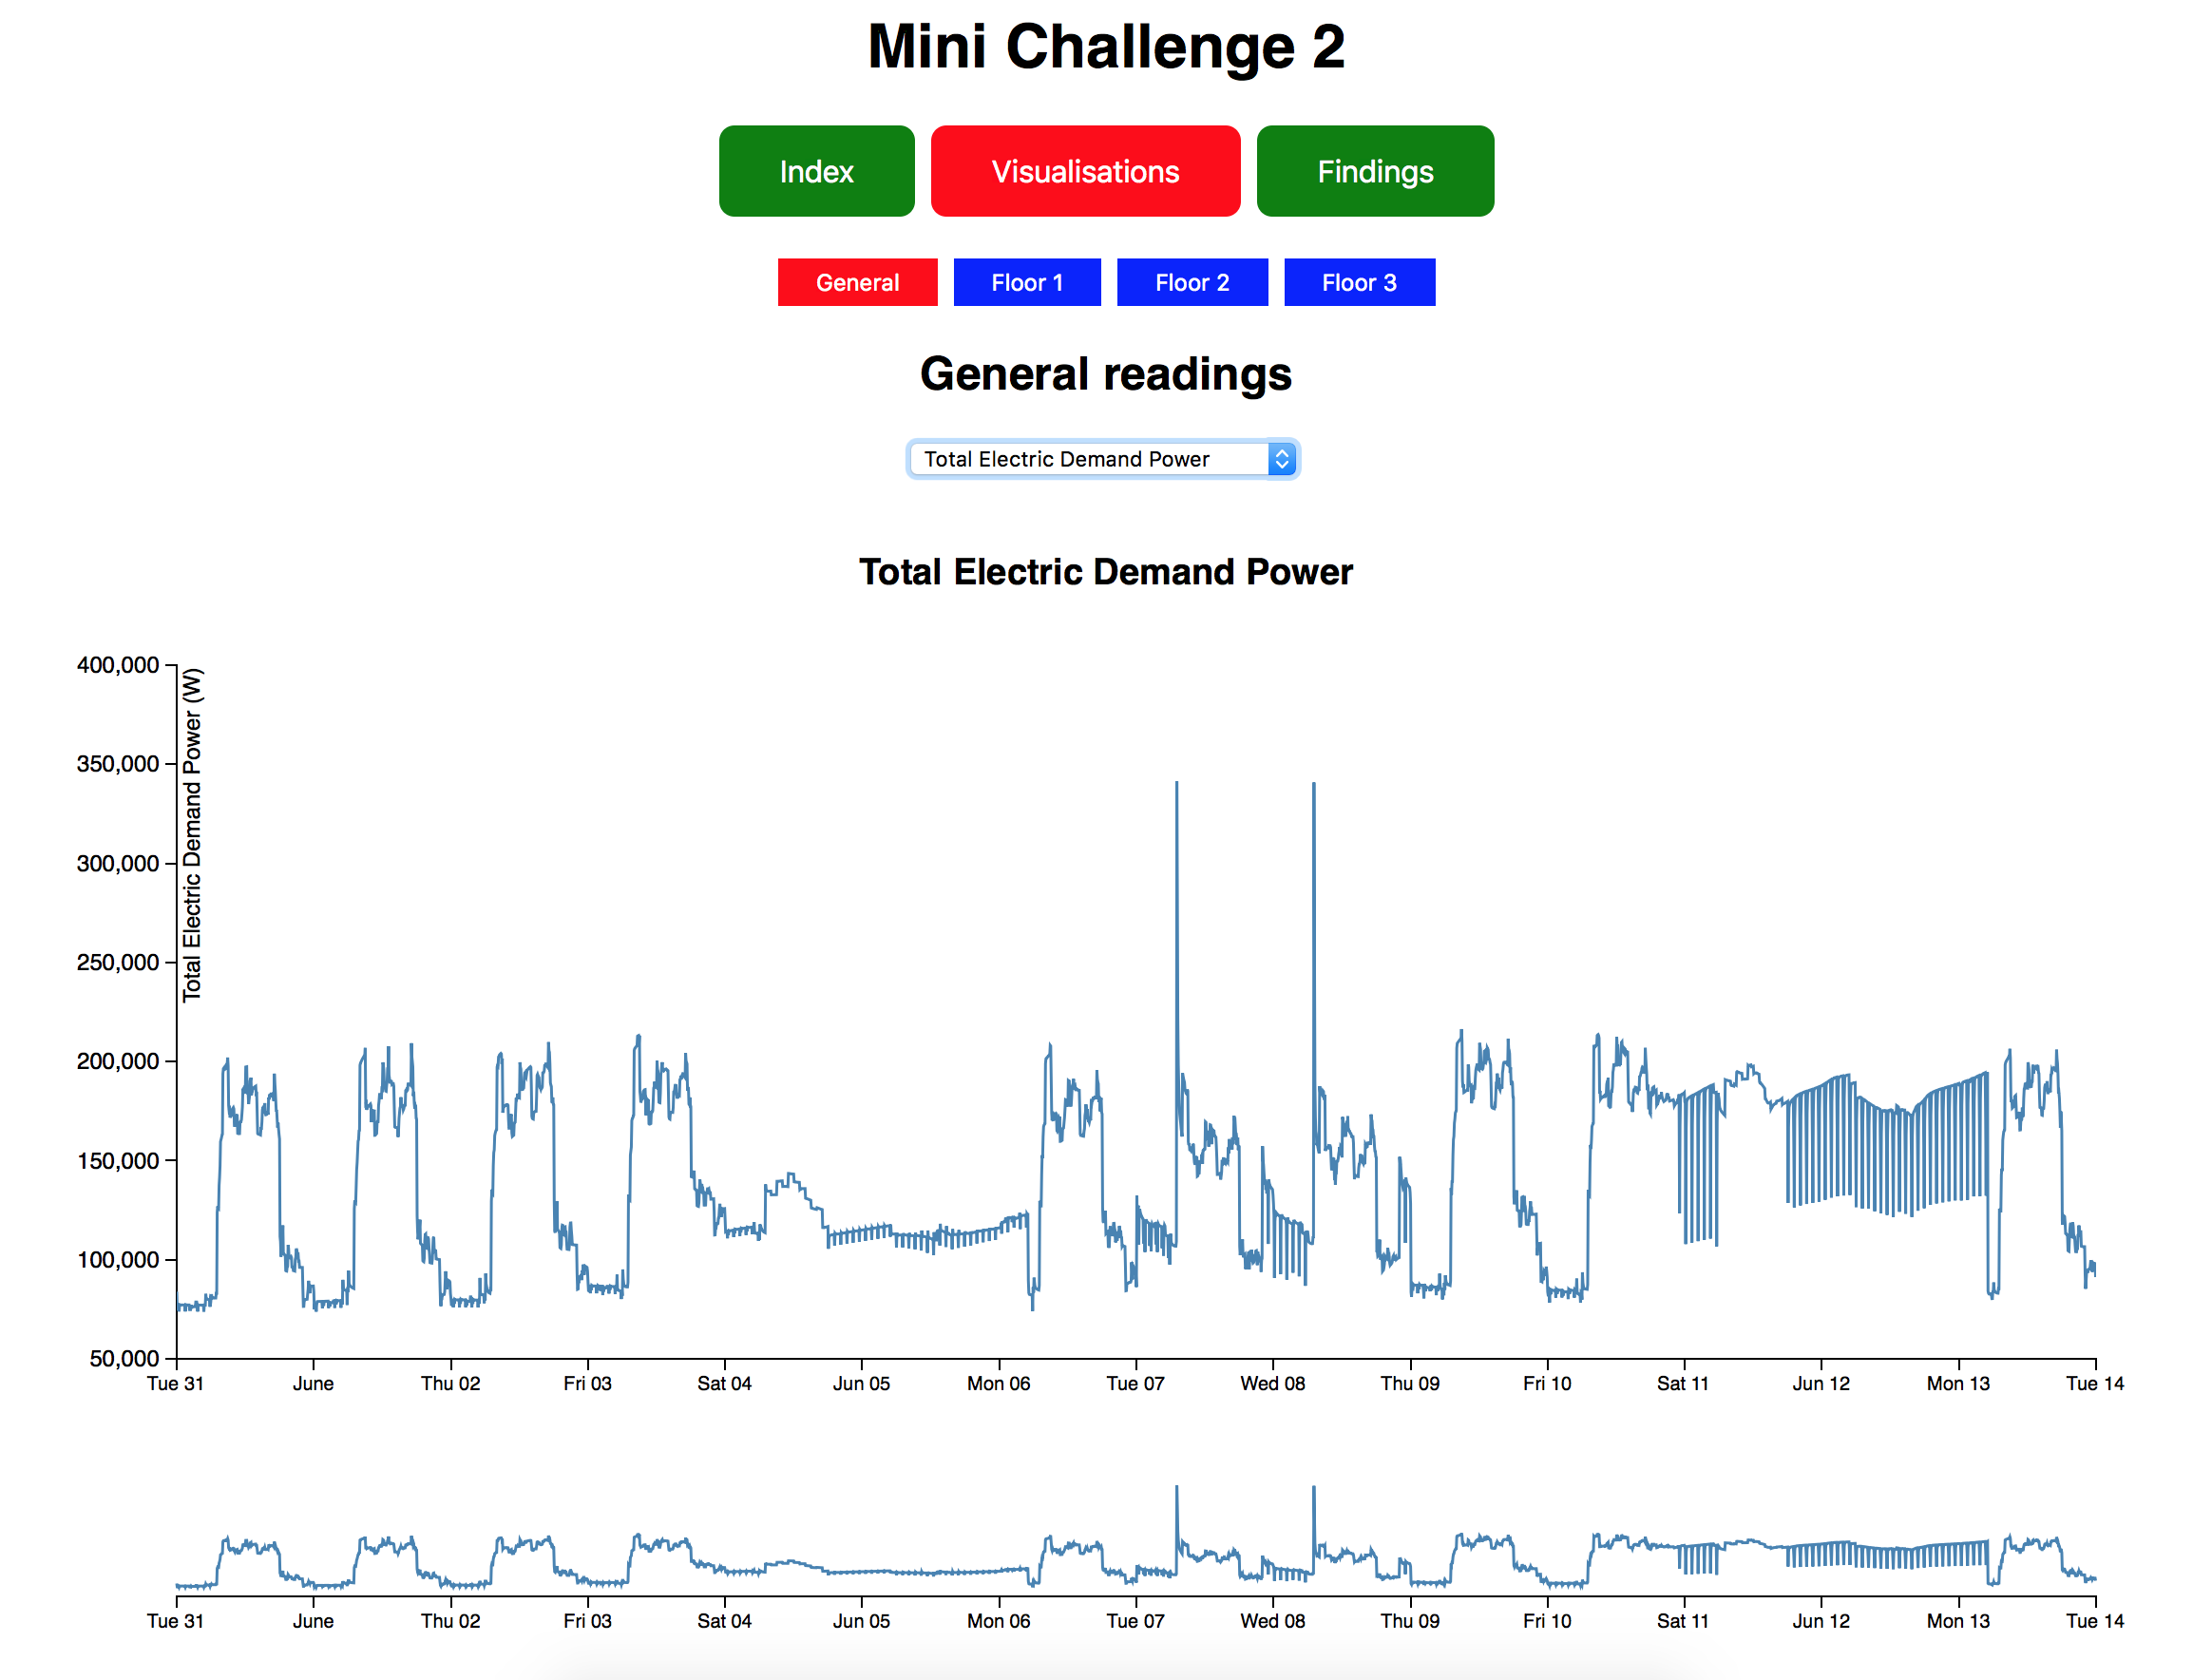 Mini Challenge 2
Index Visualisations Findings
General Floor 1 Floor 2 Floor 3
General readings
Total Electric Demand Power
Total Electric Demand Power
Total Electric Demand Power (W)
400,000
350,000
300,000
250,000
200,000
150,000
100,000
50,000
Tue 31 June Thu 02 Fri 03 Sat 04 Jun 05 Mon 06 Tue 07 Wed 08 Thu 09 Fri 10 Sat 11 Jun 12 Mon 13 Tue 14
Tue 31 June Thu 02 Fri 03 Sat 04 Jun 05 Mon 06 Tue 07 Wed 08 Thu 09 Fri 10 Sat 11 Jun 12 Mon 13 Tue 14